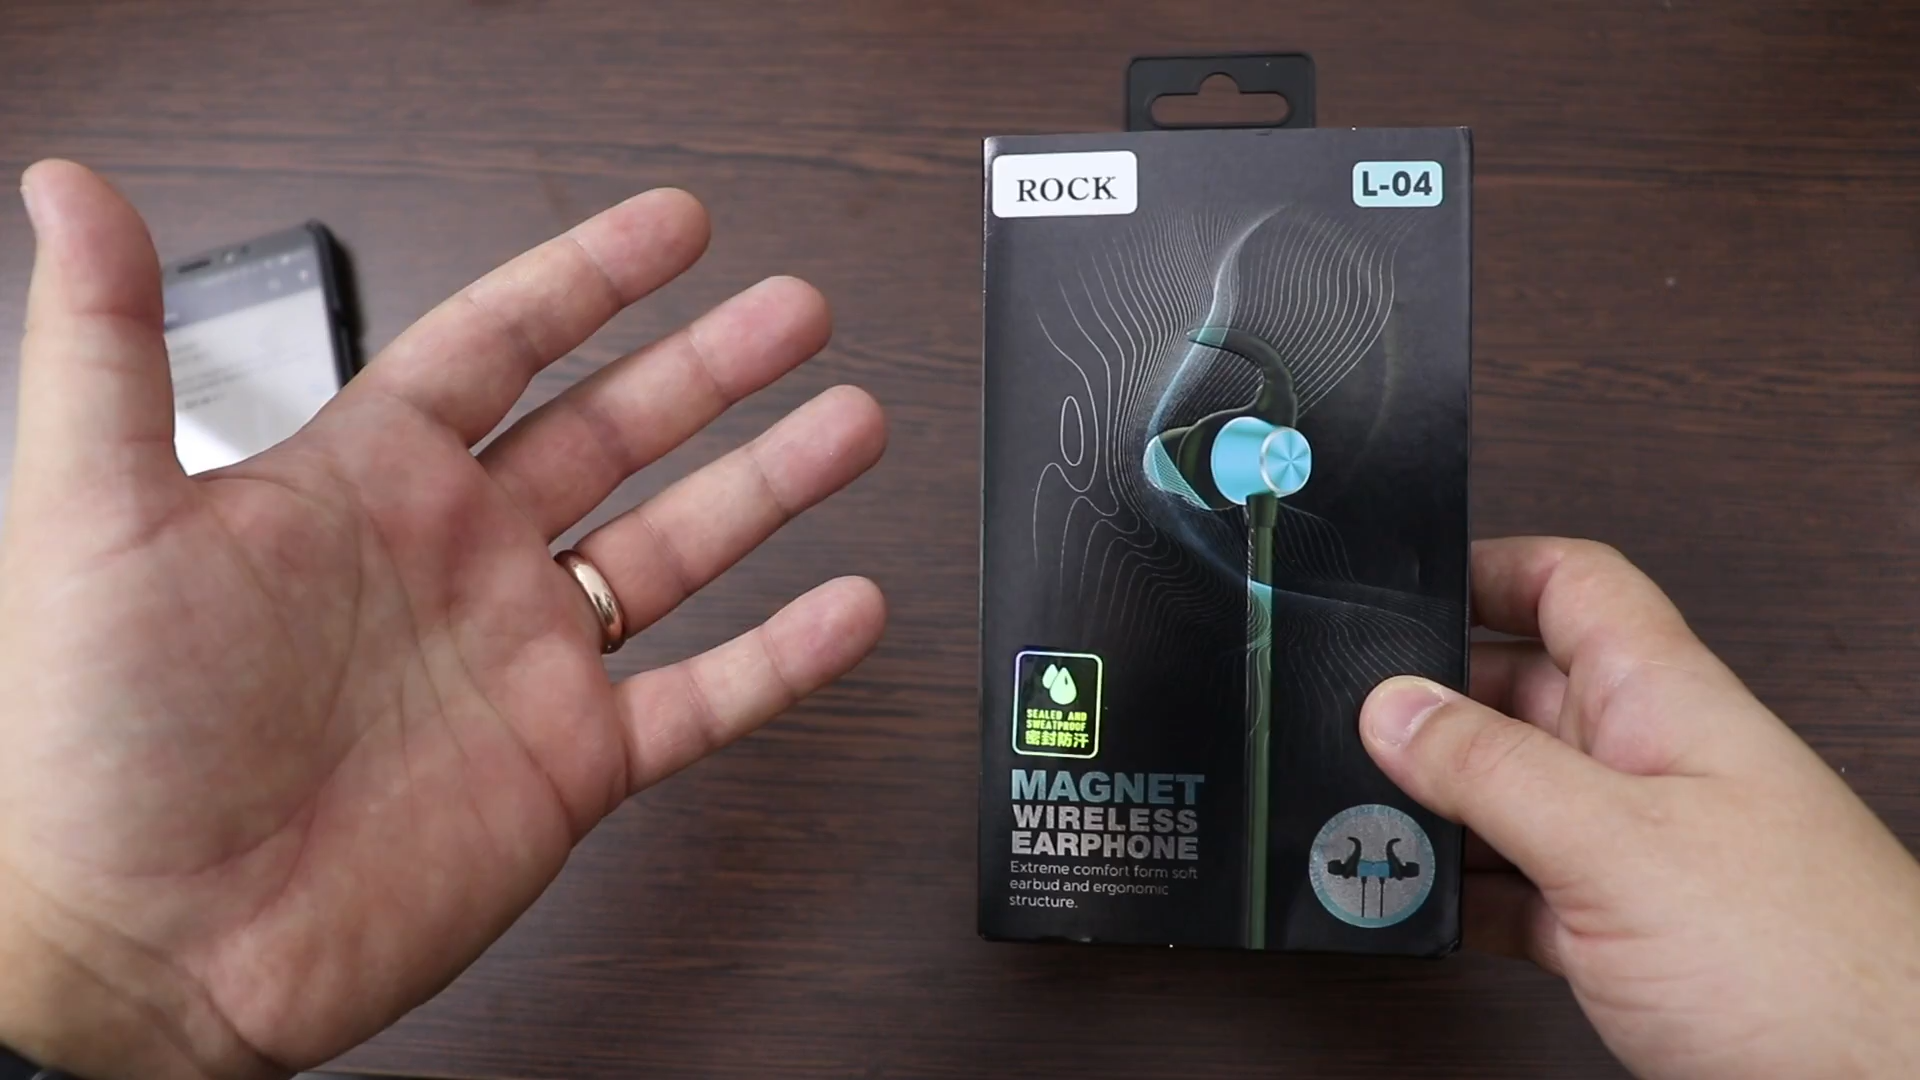 ROCK
L-04
SEALED AND
SWEATPROOF
密封防汗
MAGNET
WIRELESS
EARPHONE
Extreme comfort form soft
earbud and ergonomic
structure.